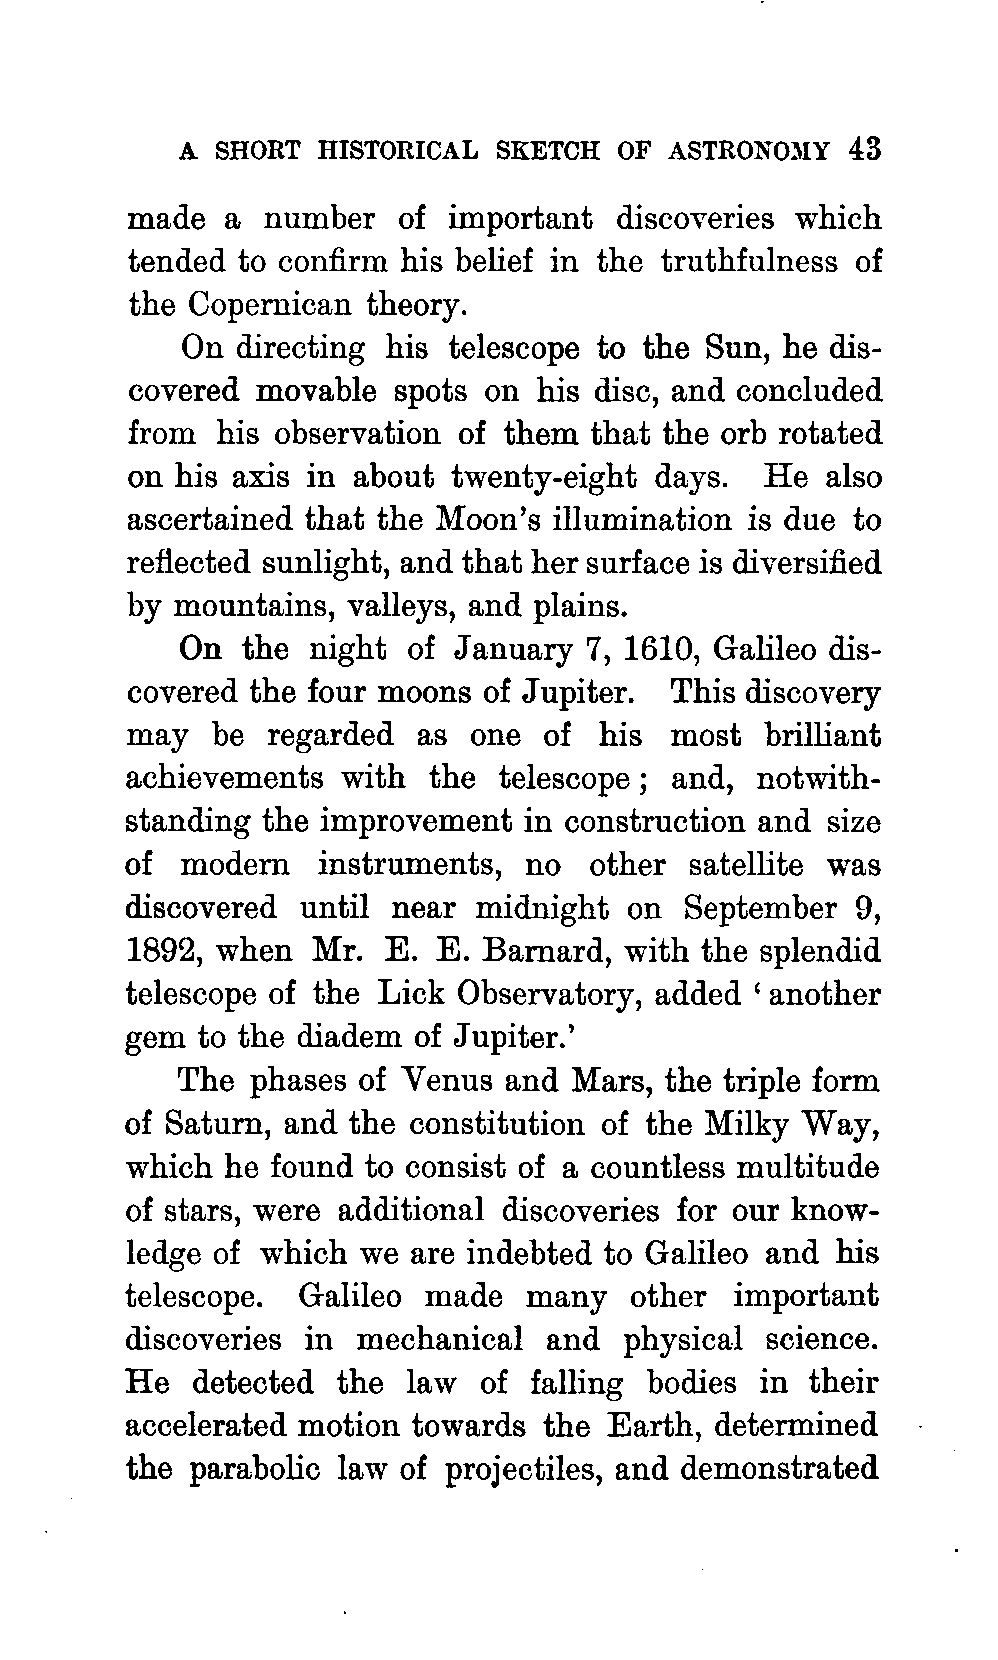 A SHORT HISTORICAL SKETCH OF ASTRONOMY 43
made a number of important discoveries which
tended to confirm his belief in the truthfulness of
the Copernican theory.
On directing his telescope to the Sun, he dis-
covered movable spots on his disc, and concluded
from his observation of them that the orb rotated
on his axis in about twenty-eight days. He also
ascertained that the Moon's illumination is due to
reflected sunlight, and that her surface is diversified
by mountains, valleys, and plains.
On the night of January 7, 1610, Galileo dis-
covered the four moons of Jupiter. This discovery
may be regarded as one of his most brilliant
achievements with the telescope ; and, notwith-
standing the improvement in construction and size
of modern instruments, no other satellite was
discovered until near midnight on September 9,
1892, when Mr. E. E. Barnard, with the splendid
telescope of the Lick Observatory, added ‘ another
gem to the diadem of Jupiter.’
The phases of Venus and Mars, the triple form
of Saturn, and the constitution of the Milky Way,
which he found to consist of a countless multitude
of stars, were additional discoveries for our know-
ledge of which we are indebted to Galileo and his
telescope. Galileo made many other important
discoveries in mechanical and physical science.
He detected the law of falling bodies in their
accelerated motion towards the Earth, determined
the parabolic law of projectiles, and demonstrated